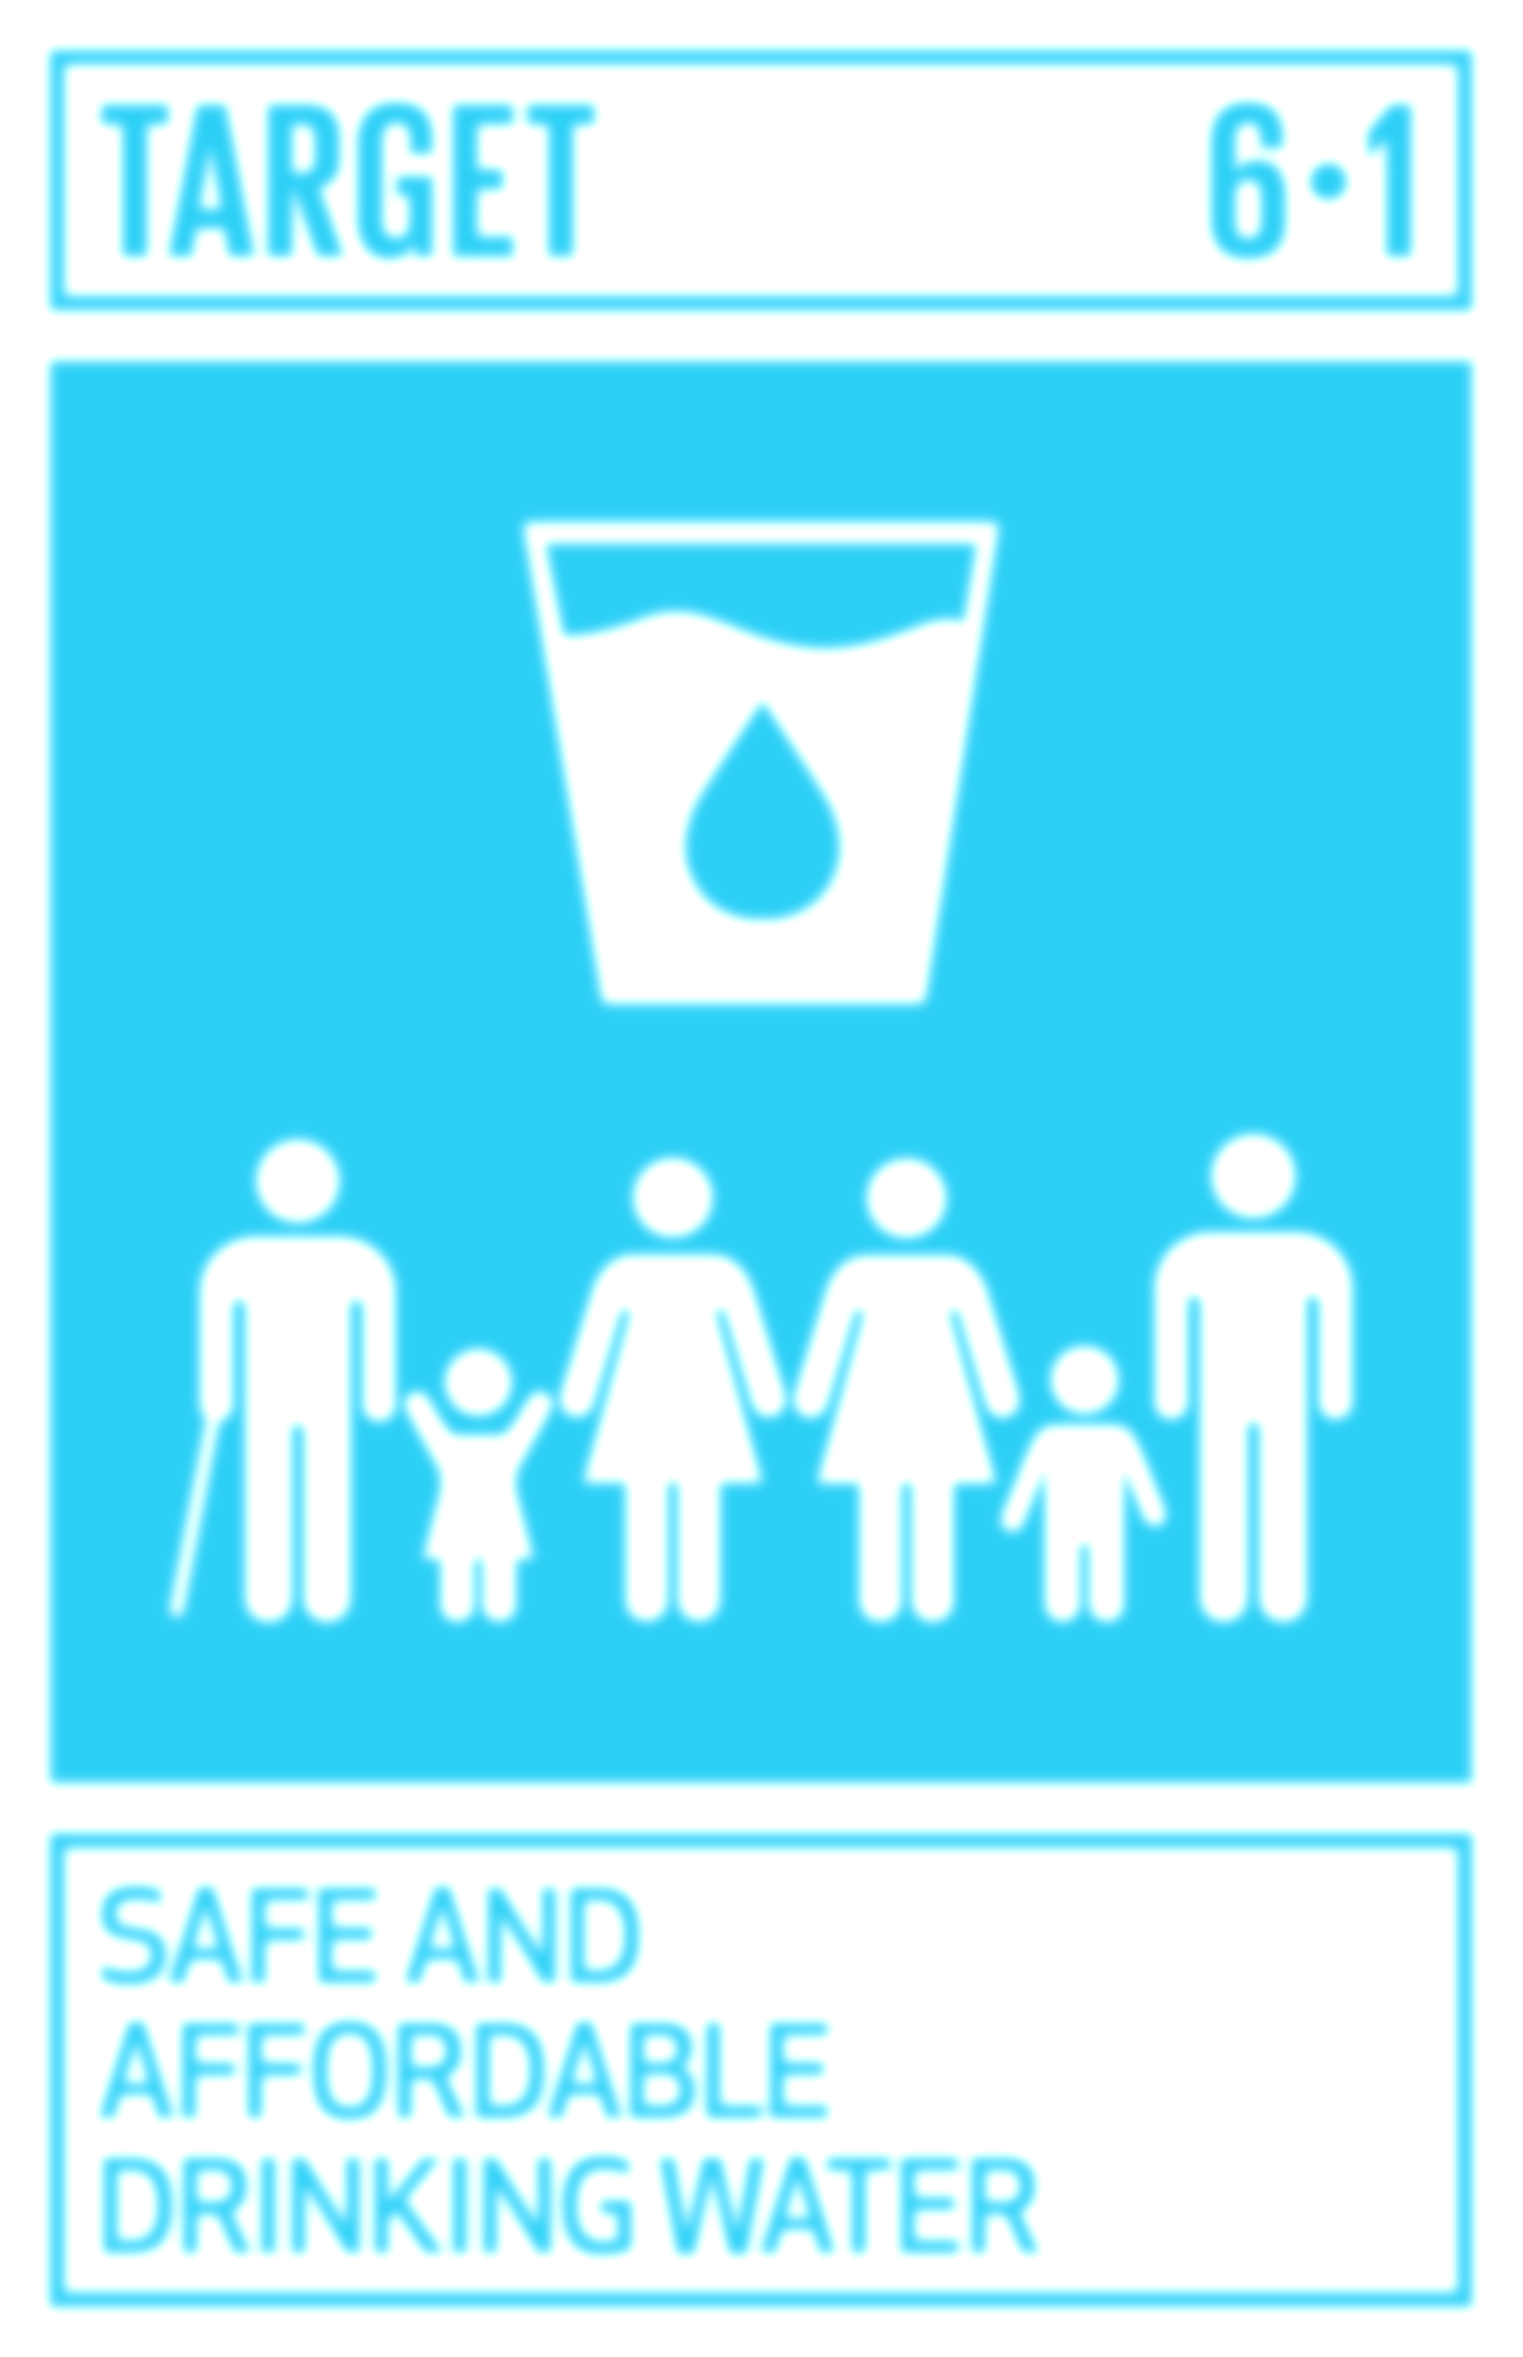 TARGET 6·1
SAFE AND
AFFORDABLE
DRINKING WATER